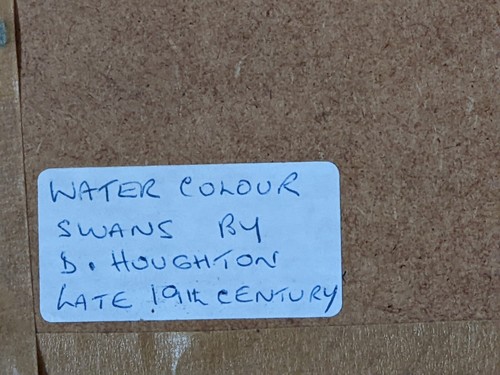 WATER COLOUR
SWANS BY
D. HOUGHTON
LATE 19th CENTURY